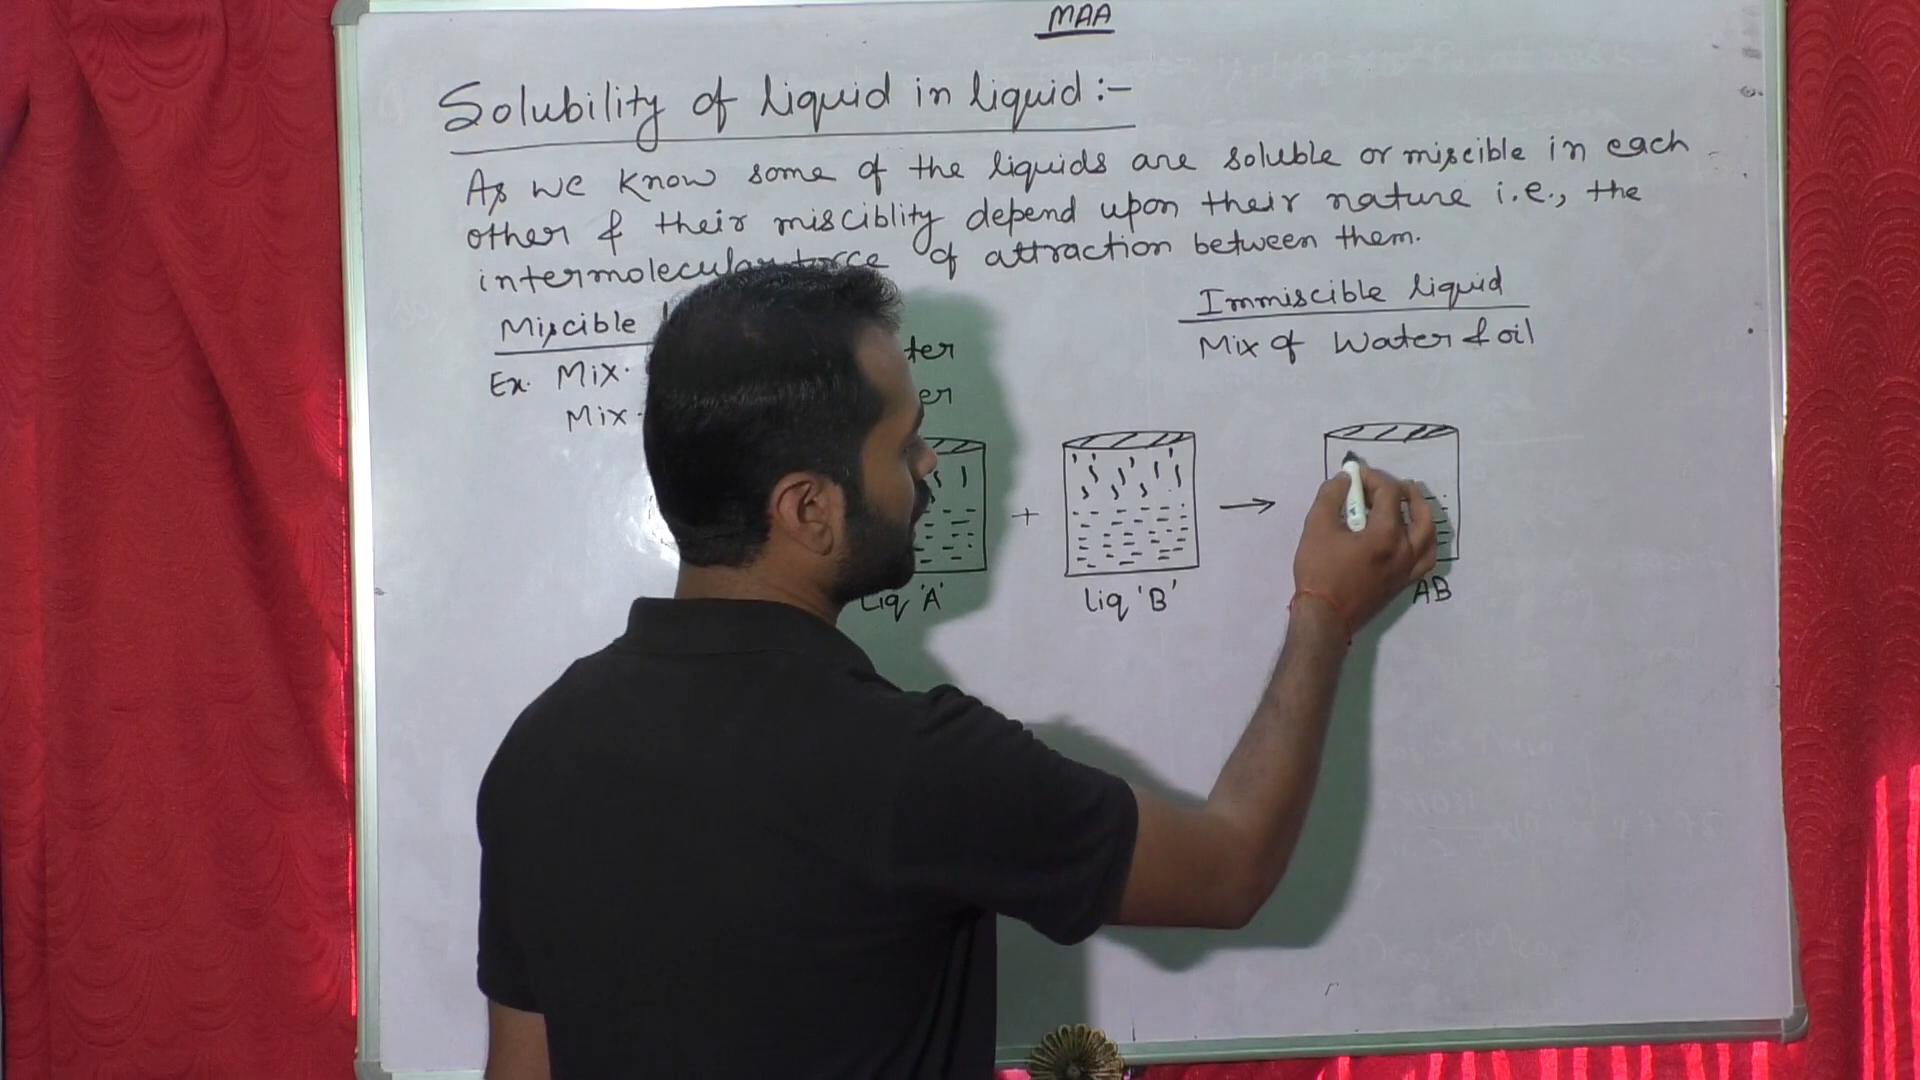 MAA
Solubility of liquid in liquid :-
As we know some of the liquids are soluble or miscible in each
other & their misciblity depend upon their nature i.e., the
intermolecular force of attraction between them.
Miscible
Immiscible liquid
Ex. Mix.
Mix of Water & oil
Mix.
+
→
Liq 'A'
Liq 'B'
AB